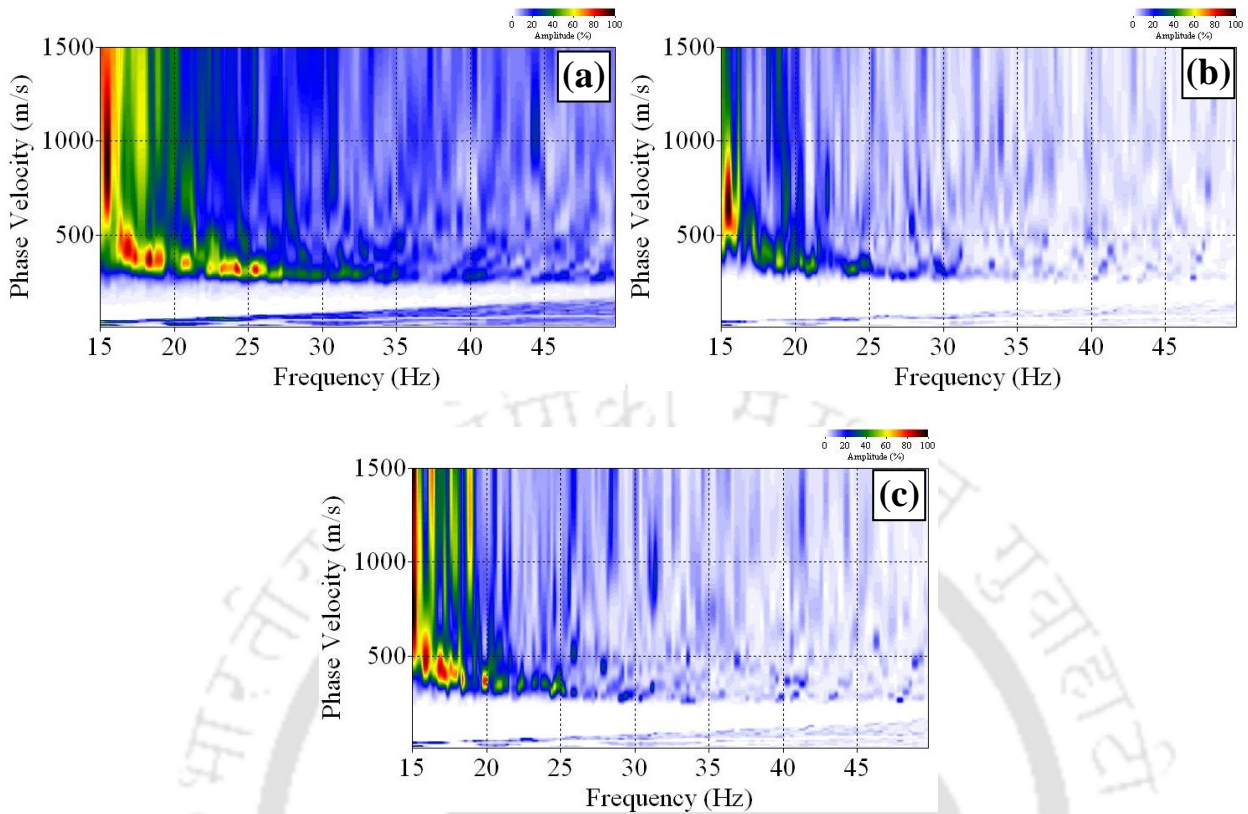 0 20 40 60 80 100
Amplitude (%)
0 20 40 60 80 100
Amplitude (%)
1500
1000
500
Phase Velocity (m/s)
(a)
15 20 25 30 35 40 45
Frequency (Hz)
1500
1000
500
Phase Velocity (m/s)
(b)
15 20 25 30 35 40 45
Frequency (Hz)
0 20 40 60 80 100
Amplitude (%)
1500
1000
500
Phase Velocity (m/s)
(c)
15 20 25 30 35 40 45
Frequency (Hz)